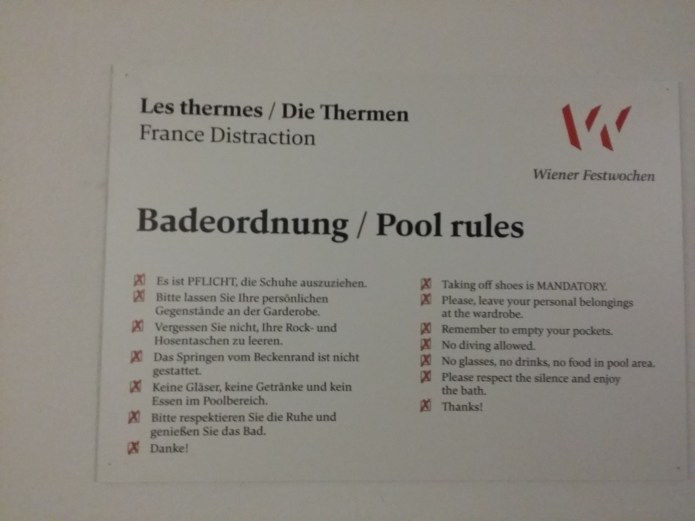 Les thermes / Die Thermen
France Distraction
Wiener Festwochen
Badeordnung / Pool rules
Es ist PFLICHT, die Schuhe auszuziehen.
Bitte lassen Sie Ihre persönlichen
Gegenstände an der Garderobe.
Vergessen Sie nicht, Ihre Rock- und
Hosentaschen zu leeren.
Das Springen vom Beckenrand ist nicht
gestattet.
Keine Gläser, keine Getränke und kein
Essen im Poolbereich.
Bitte respektieren Sie die Ruhe und
genießen Sie das Bad.
Danke!
Taking off shoes is MANDATORY.
Please, leave your personal belongings
at the wardrobe.
Remember to empty your pockets.
No diving allowed.
No glasses, no drinks, no food in pool area.
Please respect the silence and enjoy
the bath.
Thanks!